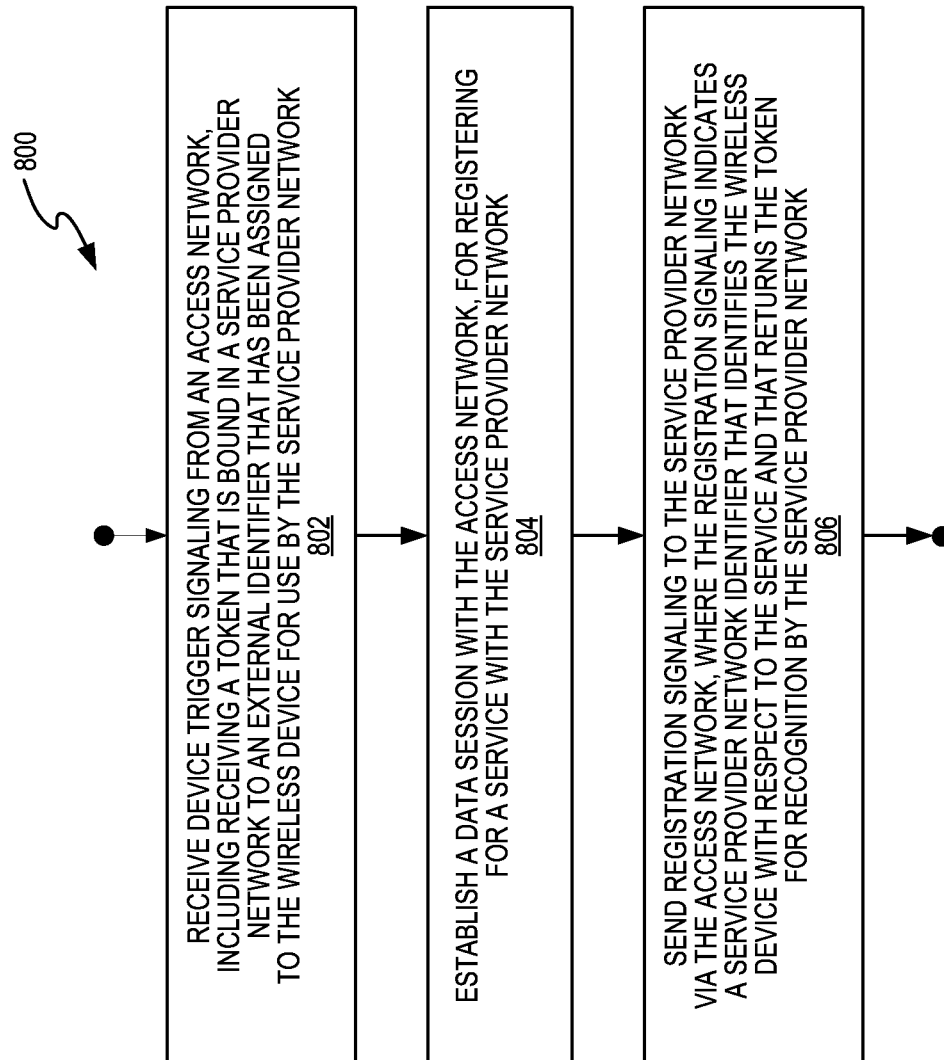 800
RECEIVE DEVICE TRIGGER SIGNALING FROM AN ACCESS NETWORK,
INCLUDING RECEIVING A TOKEN THAT IS BOUND IN A SERVICE PROVIDER
NETWORK TO AN EXTERNAL IDENTIFIER THAT HAS BEEN ASSIGNED
TO THE WIRELESS DEVICE FOR USE BY THE SERVICE PROVIDER NETWORK
802
ESTABLISH A DATA SESSION WITH THE ACCESS NETWORK, FOR REGISTERING
FOR A SERVICE WITH THE SERVICE PROVIDER NETWORK
804
SEND REGISTRATION SIGNALING TO THE SERVICE PROVIDER NETWORK
VIA THE ACCESS NETWORK, WHERE THE REGISTRATION SIGNALING INDICATES
A SERVICE PROVIDER NETWORK IDENTIFIER THAT IDENTIFIES THE WIRELESS
DEVICE WITH RESPECT TO THE SERVICE AND THAT RETURNS THE TOKEN
FOR RECOGNITION BY THE SERVICE PROVIDER NETWORK
806